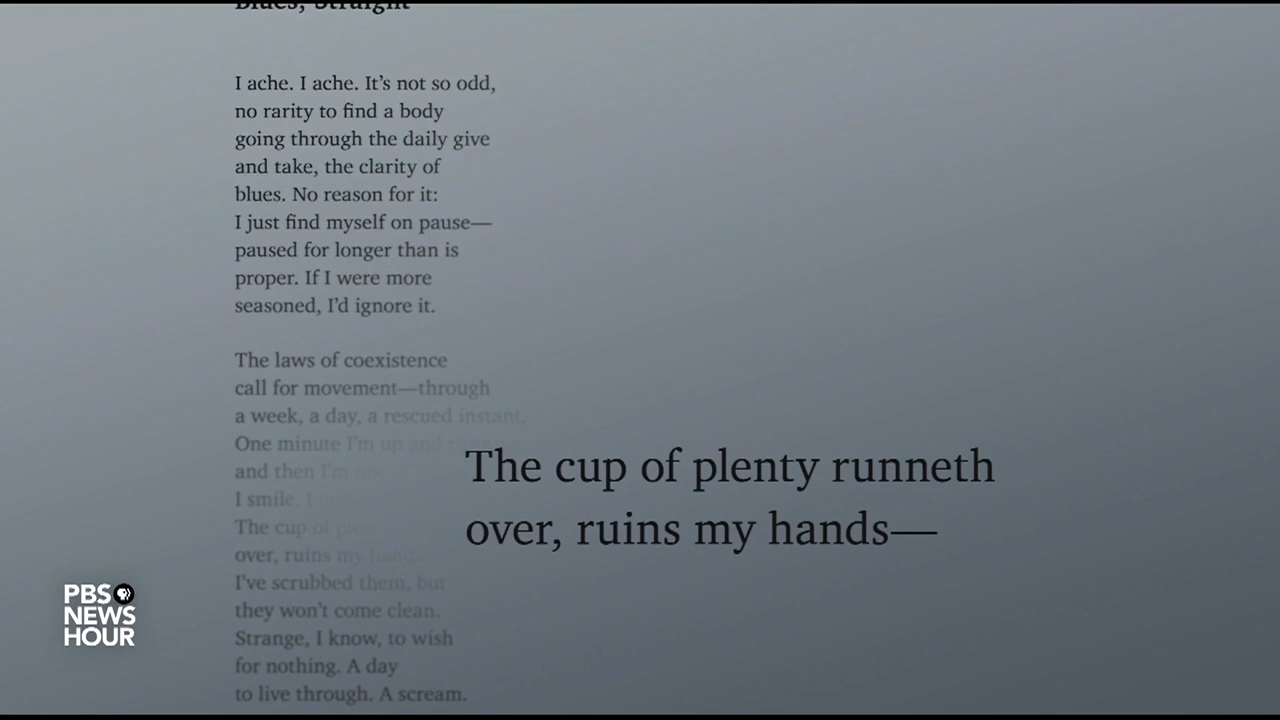 Blues, Straight
I ache. I ache. It’s not so odd,
no rarity to find a body
going through the daily give
and take, the clarity of
blues. No reason for it:
I just find myself on pause—
paused for longer than is
proper. If I were more
seasoned, I’d ignore it.
The laws of coexistence
call for movement—through
a week, a day, a rescued instant.
One minute I’m up and
and then I’m
I smile. I
The cup of
over, ruins my hands
I’ve scrubbed them, but
they won’t come clean.
Strange, I know, to wish
for nothing. A day
to live through. A scream.
The cup of plenty runneth
over, ruins my hands—
PBS
NEWS
HOUR